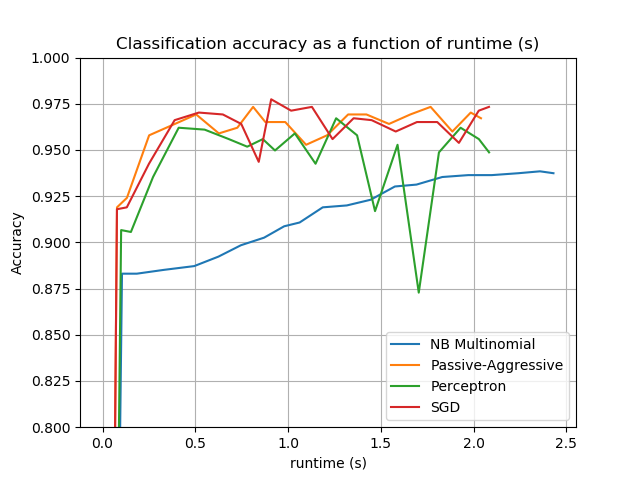 Classification accuracy as a function of runtime (s)
1.000
0.975
0.950
0.925
0.900
0.875
0.850
0.825
0.800
Accuracy
NB Multinomial
Passive-Aggressive
Perceptron
SGD
0.0 0.5 1.0 1.5 2.0 2.5
runtime (s)